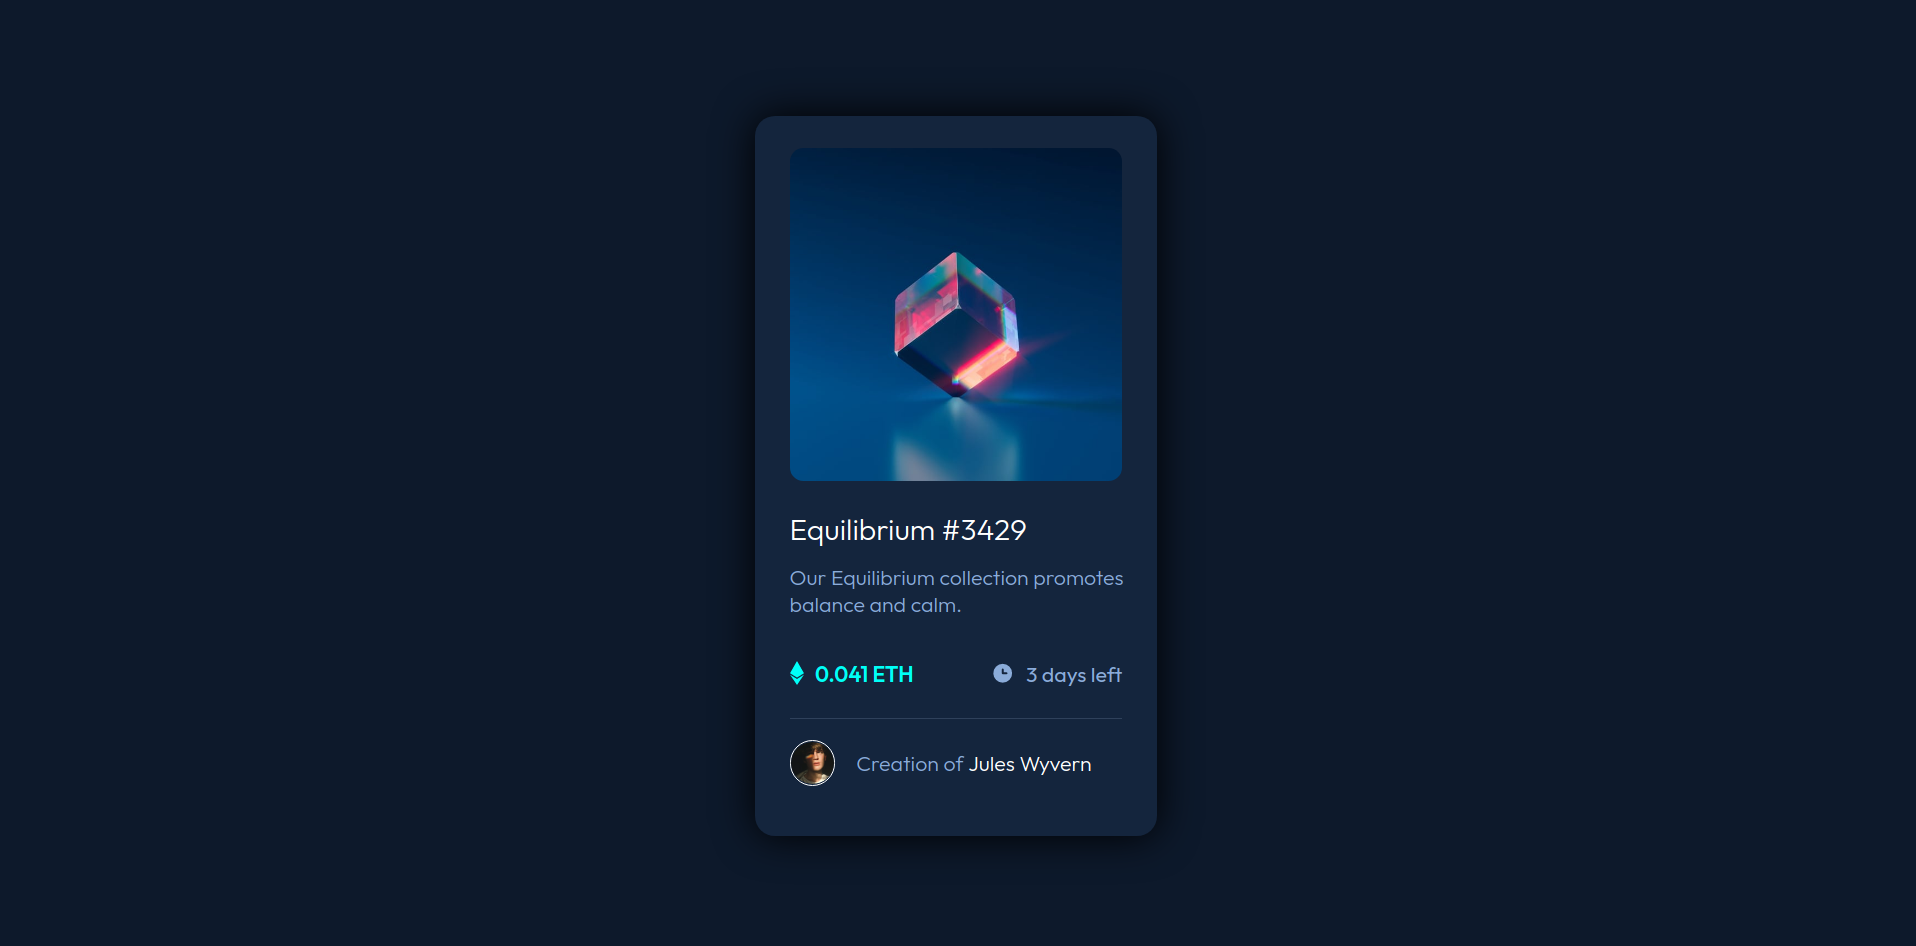 Equilibrium #3429
Our Equilibrium collection promotes
balance and calm.
0.041 ETH
3 days left
Creation of Jules Wyvern